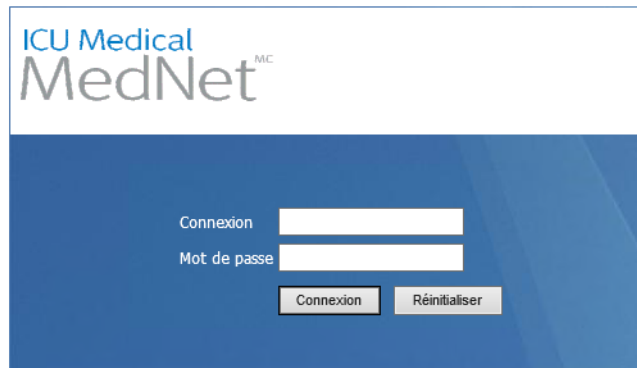 ICU Medical
MedNet MC
Connexion
Mot de passe
Connexion Réinitialiser